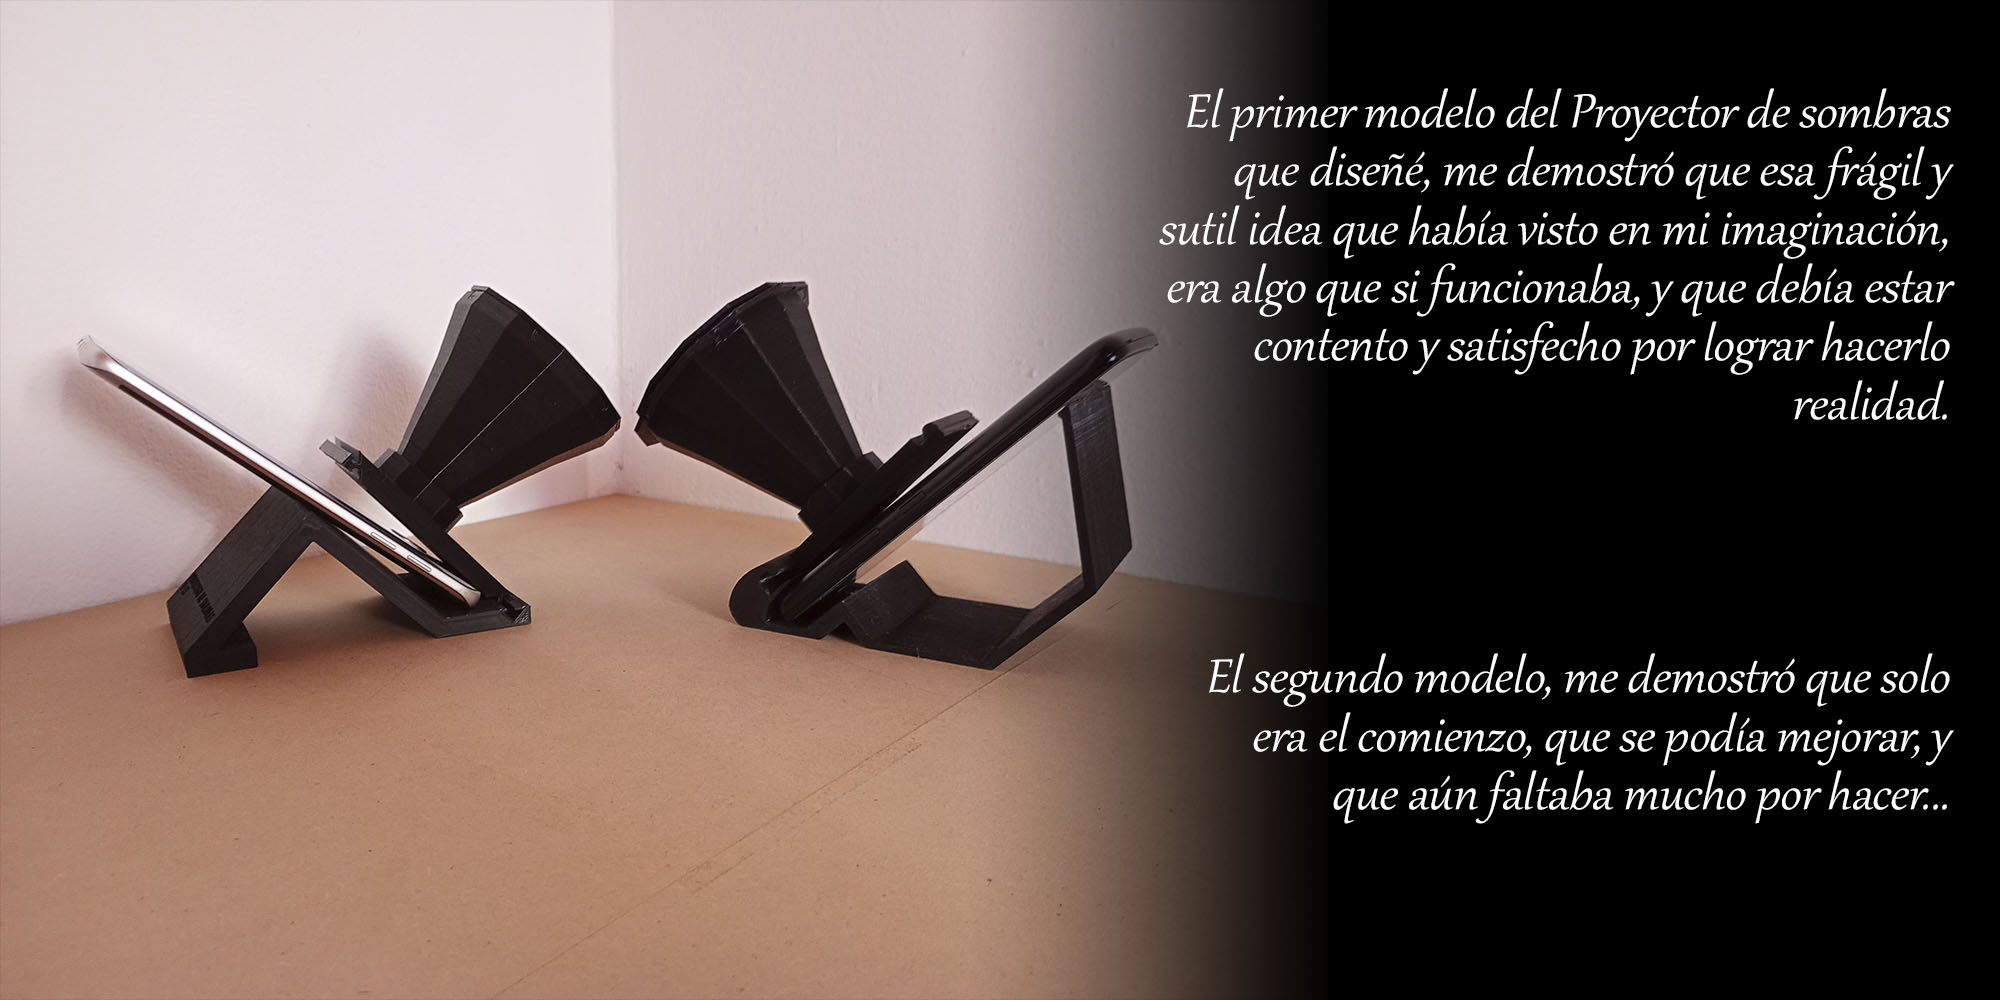 El primer modelo del Proyector de sombras
que diseñé, me demostró que esa frágil y
sutil idea que había visto en mi imaginación,
era algo que si funcionaba, y que debía estar
contento y satisfecho por lograr hacerlo
realidad.
El segundo modelo, me demostró que solo
era el comienzo, que se podía mejorar, y
que aún faltaba mucho por hacer...